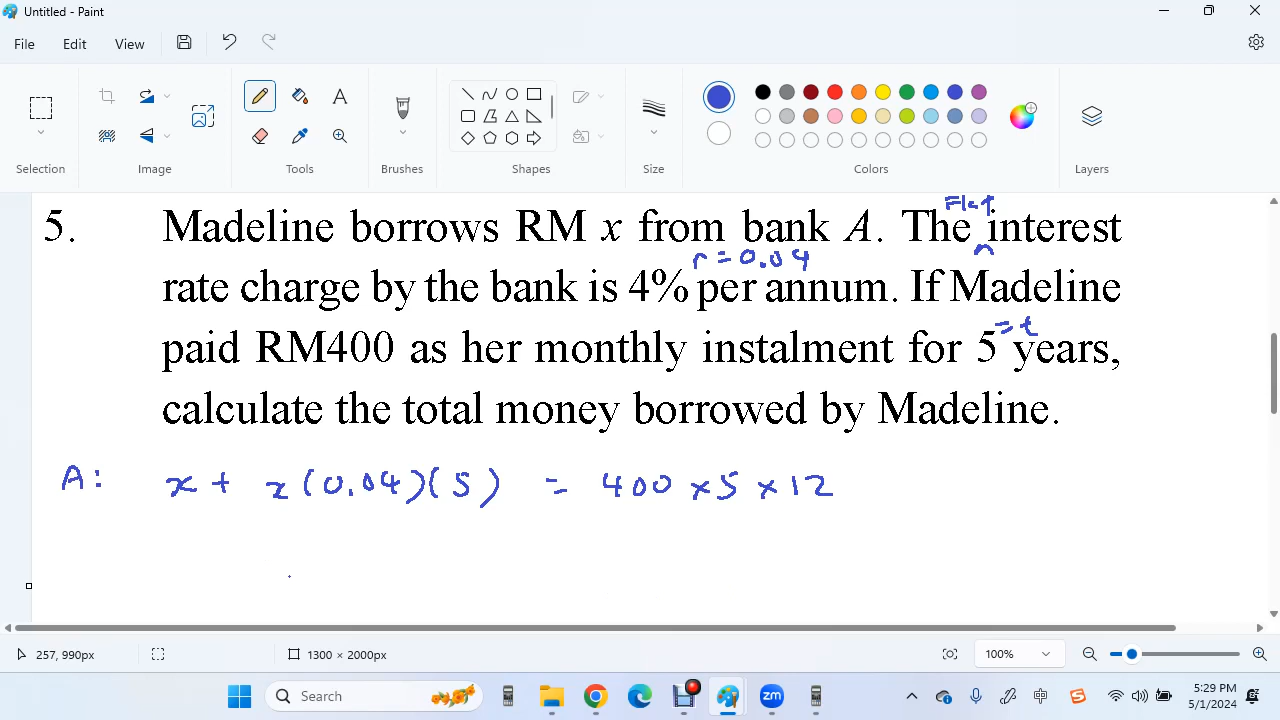 Untitled - Paint
File Edit View
A
Selection Image Tools Brushes Shapes Size Colors Layers
Flat
5. Madeline borrows RM x from bank A. The interest
r = 0.04
rate charge by the bank is 4% per annum. If Madeline
= t
paid RM400 as her monthly instalment for 5 years,
calculate the total money borrowed by Madeline.
A: x + x(0.04)(5) = 400 × 5 × 12
257, 990px 1300 × 2000px 100%
Search zm 中 S 5:29 PM
5/1/2024